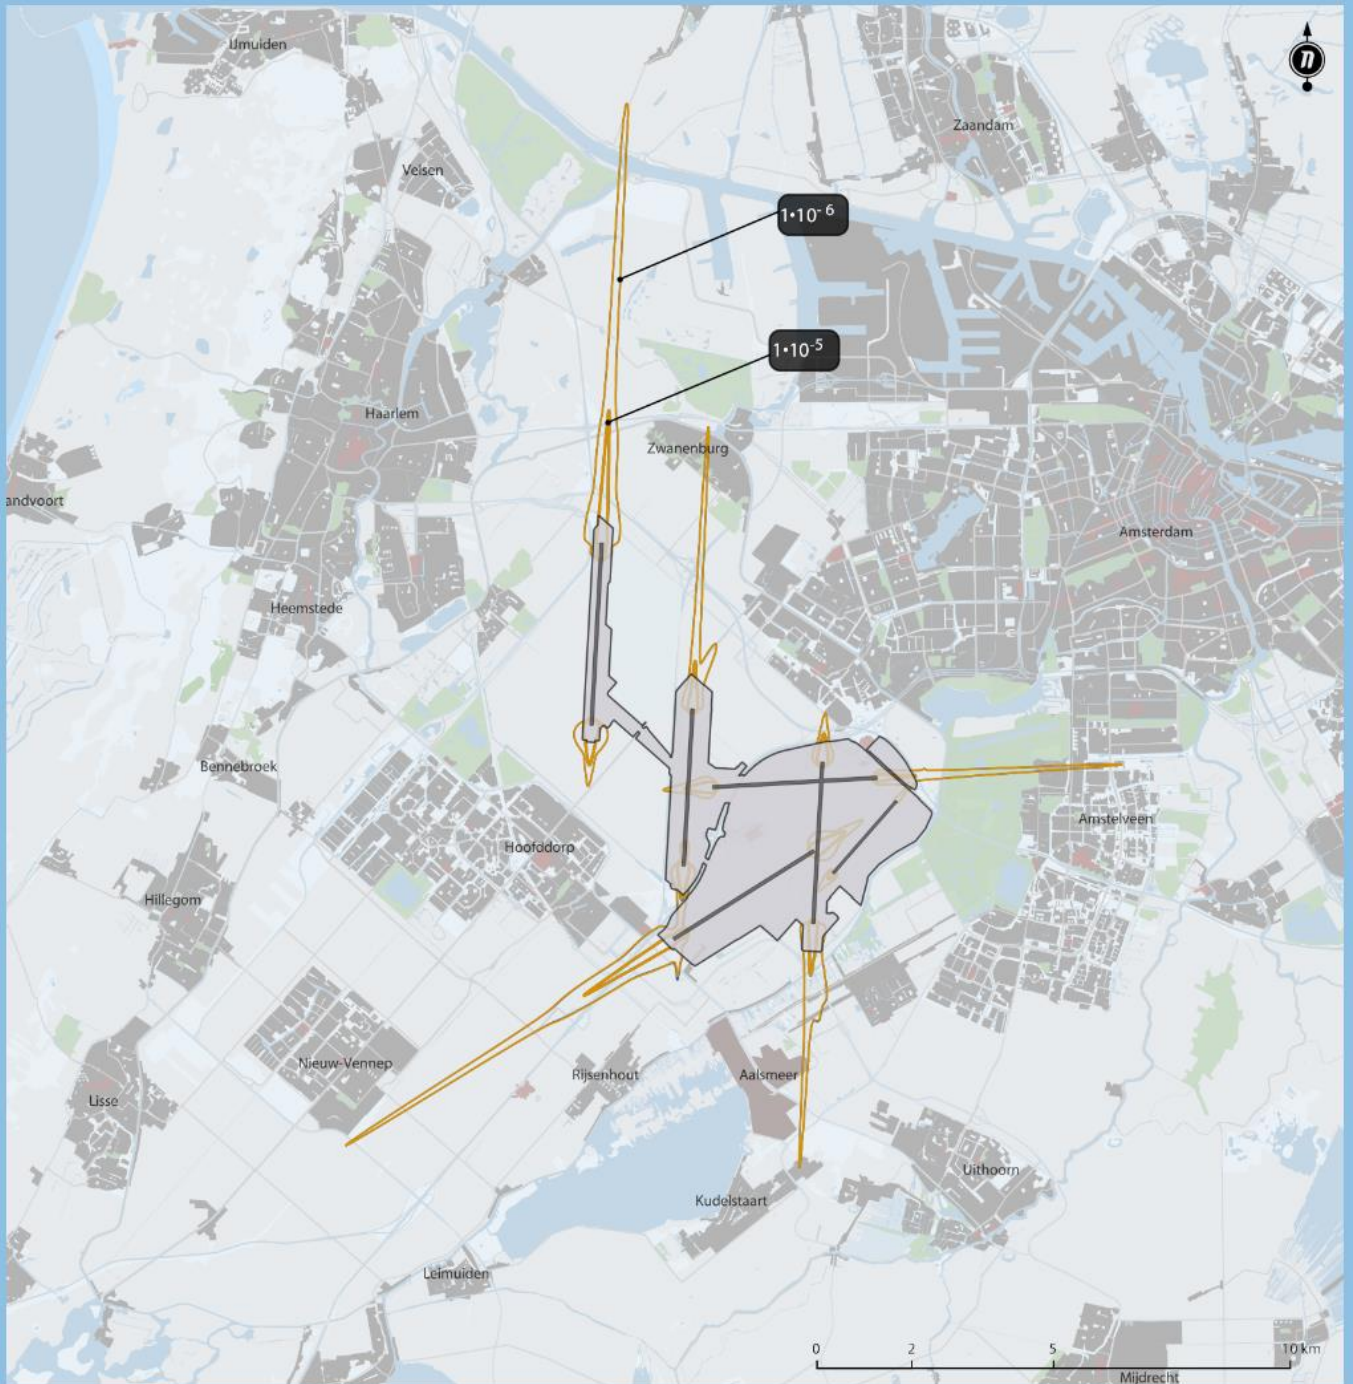 IJmuiden
n
Zaandam
Velsen
1•10-6
1•10-5
Haarlem
Zwanenburg
andvoort
Amsterdam
Heemstede
Bennebroek
Amstelveen
Hoofddorp
Hillegom
Nieuw-Vennep
Rijsenhout
Aalsmeer
Lisse
Uithoorn
Kudelstaart
Leimuiden
0 2 5 10 km
Mijdrecht